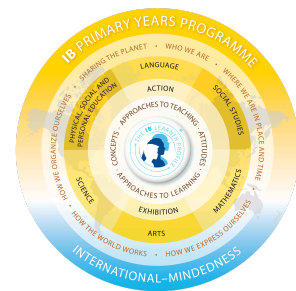 IB PRIMARY YEARS PROGRAMME
SHARING THE PLANET • WHO WE ARE • WHERE WE ARE IN PLACE AND TIME
HOW WE ORGANIZE OURSELVES • HOW THE WORLD WORKS • HOW WE EXPRESS OURSELVES
LANGUAGE
PHYSICAL, SOCIAL AND
PERSONAL EDUCATION
SOCIAL STUDIES
ACTION
CONCEPTS • APPROACHES TO TEACHING • ATTITUDES
THE IB LEARNER PROFILE
APPROACHES TO LEARNING
SCIENCE
MATHEMATICS
EXHIBITION
ARTS
INTERNATIONAL–MINDEDNESS